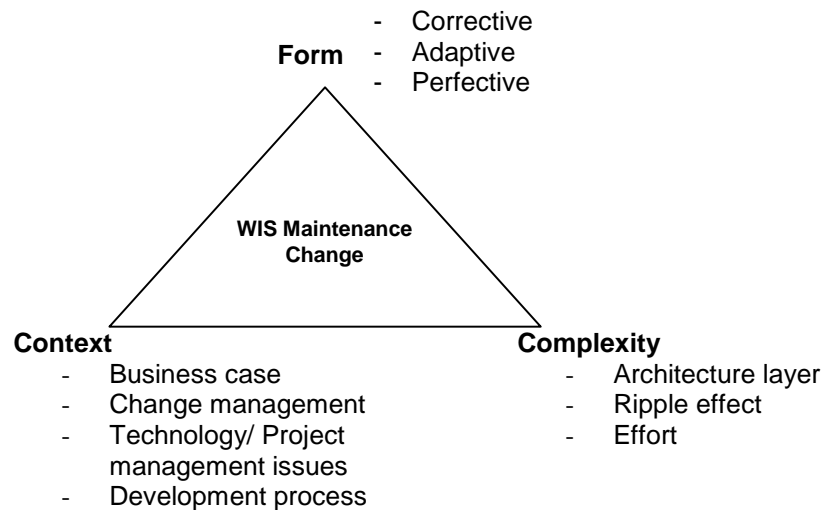 Form
- Corrective
- Adaptive
- Perfective
WIS Maintenance
Change
Context
- Business case
- Change management
- Technology/ Project
management issues
- Development process
Complexity
- Architecture layer
- Ripple effect
- Effort